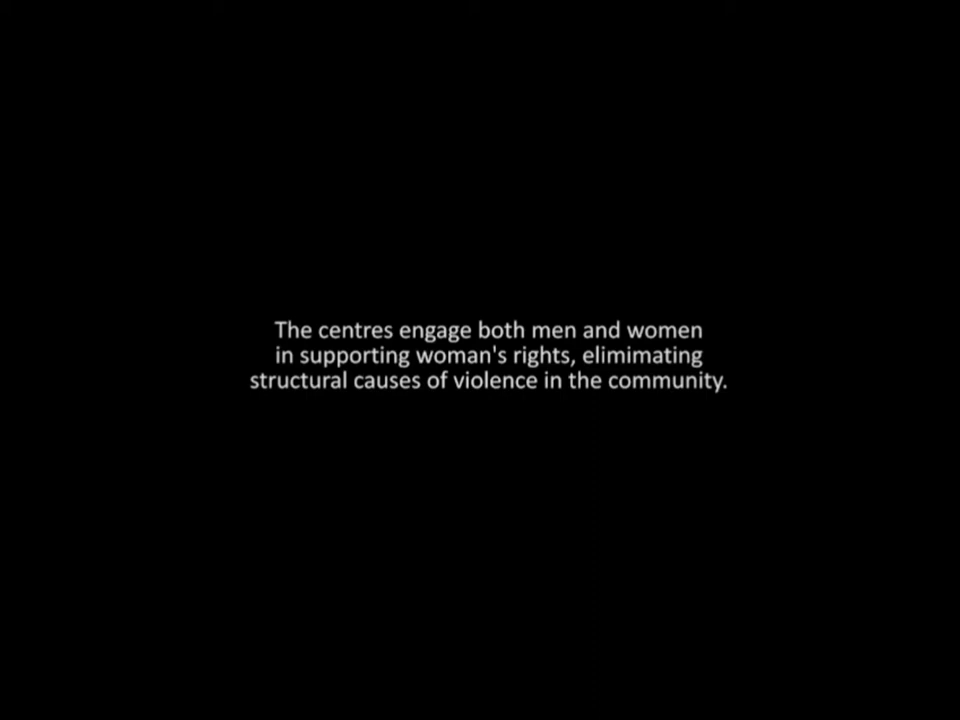 The centres engage both men and women
in supporting woman's rights, elimimating
structural causes of violence in the community.